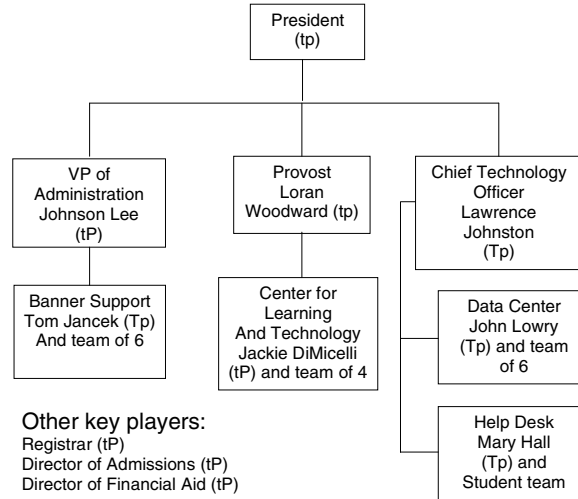 President
(tp)
VP of
Administration
Johnson Lee
(tP)
Provost
Loran
Woodward (tp)
Chief Technology
Officer
Lawrence
Johnston
(Tp)
Banner Support
Tom Jancek (Tp)
And team of 6
Center for
Learning
And Technology
Jackie DiMicelli
(tP) and team of 4
Data Center
John Lowry
(Tp) and team
of 6
Help Desk
Mary Hall
(Tp) and
Student team
Other key players:
Registrar (tP)
Director of Admissions (tP)
Director of Financial Aid (tP)